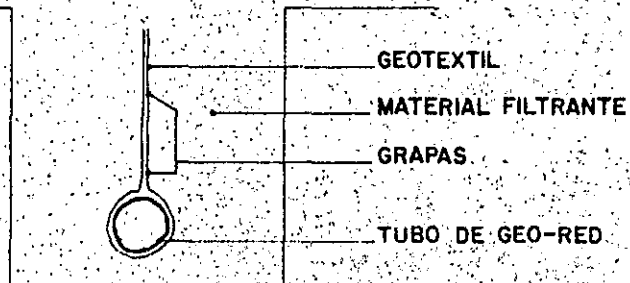 GEOTEXTIL
MATERIAL FILTRANTE
GRAPAS
TUBO DE GEO-RED